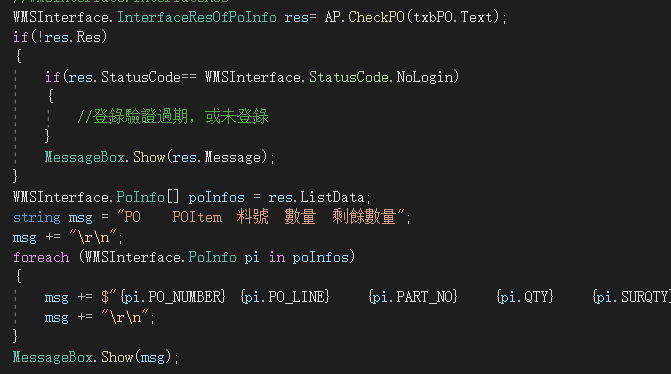 WMSInterface.InterfaceResOfPoInfo res= AP.CheckPO(txbPO.Text);
if(!res.Res)
{
if(res.StatusCode== WMSInterface.StatusCode.NoLogin)
{
//登錄驗證過期，或未登錄
}
MessageBox.Show(res.Message);
}
WMSInterface.PoInfo[] poInfos = res.ListData;
string msg = "PO    POItem  料號  數量  剩餘數量";
msg += "\r\n";
foreach (WMSInterface.PoInfo pi in poInfos)
{
msg += $"{pi.PO_NUMBER}  {pi.PO_LINE}     {pi.PART_NO}     {pi.QTY}     {pi.SURQTY}
msg += "\r\n";
}
MessageBox.Show(msg);